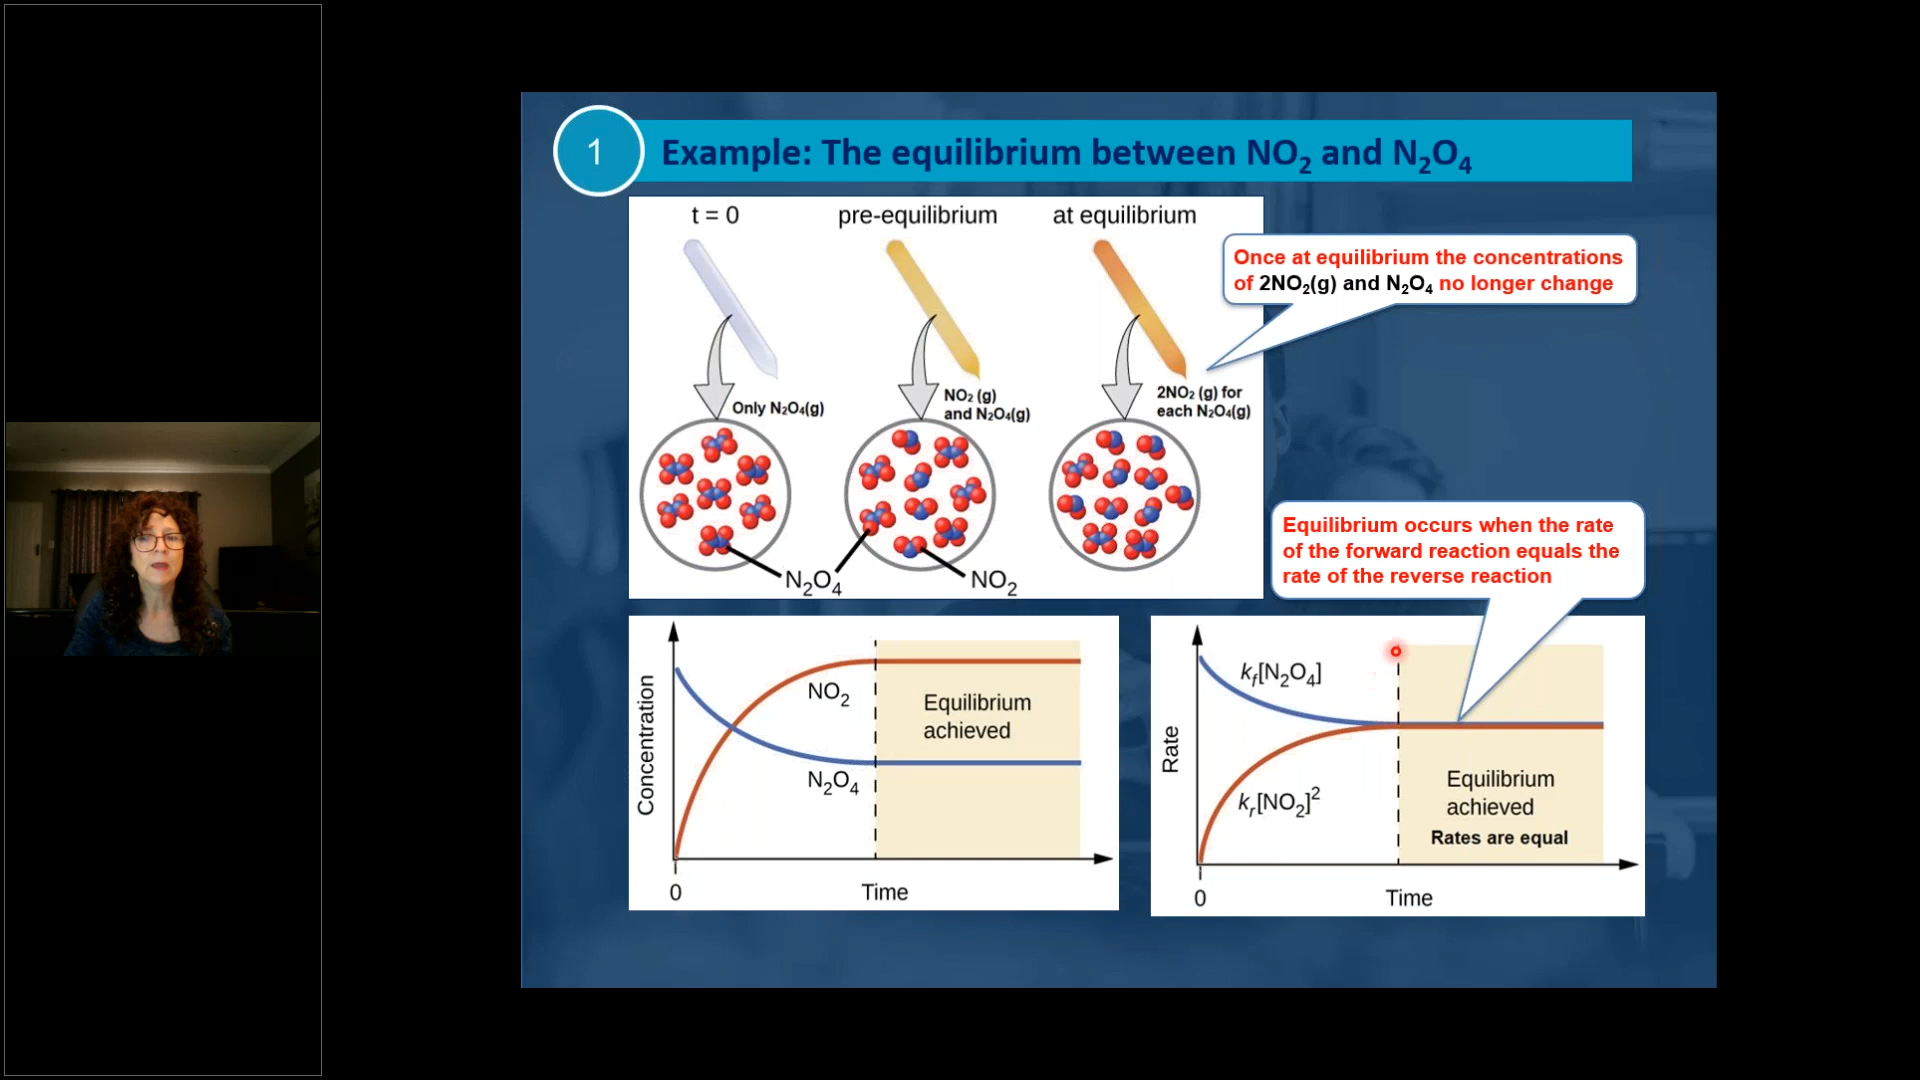 1
Example: The equilibrium between NO₂ and N₂O₄
t = 0
pre-equilibrium
at equilibrium
Once at equilibrium the concentrations
of 2NO₂(g) and N₂O₄ no longer change
Only N₂O₄(g)
NO₂ (g)
and N₂O₄(g)
2NO₂ (g) for
each N₂O₄(g)
N₂O₄
NO₂
Equilibrium occurs when the rate
of the forward reaction equals the
rate of the reverse reaction
Concentration
NO₂
N₂O₄
Equilibrium
achieved
0
Time
Rate
kf[N₂O₄]
kr[NO₂]²
Equilibrium
achieved
Rates are equal
0
Time